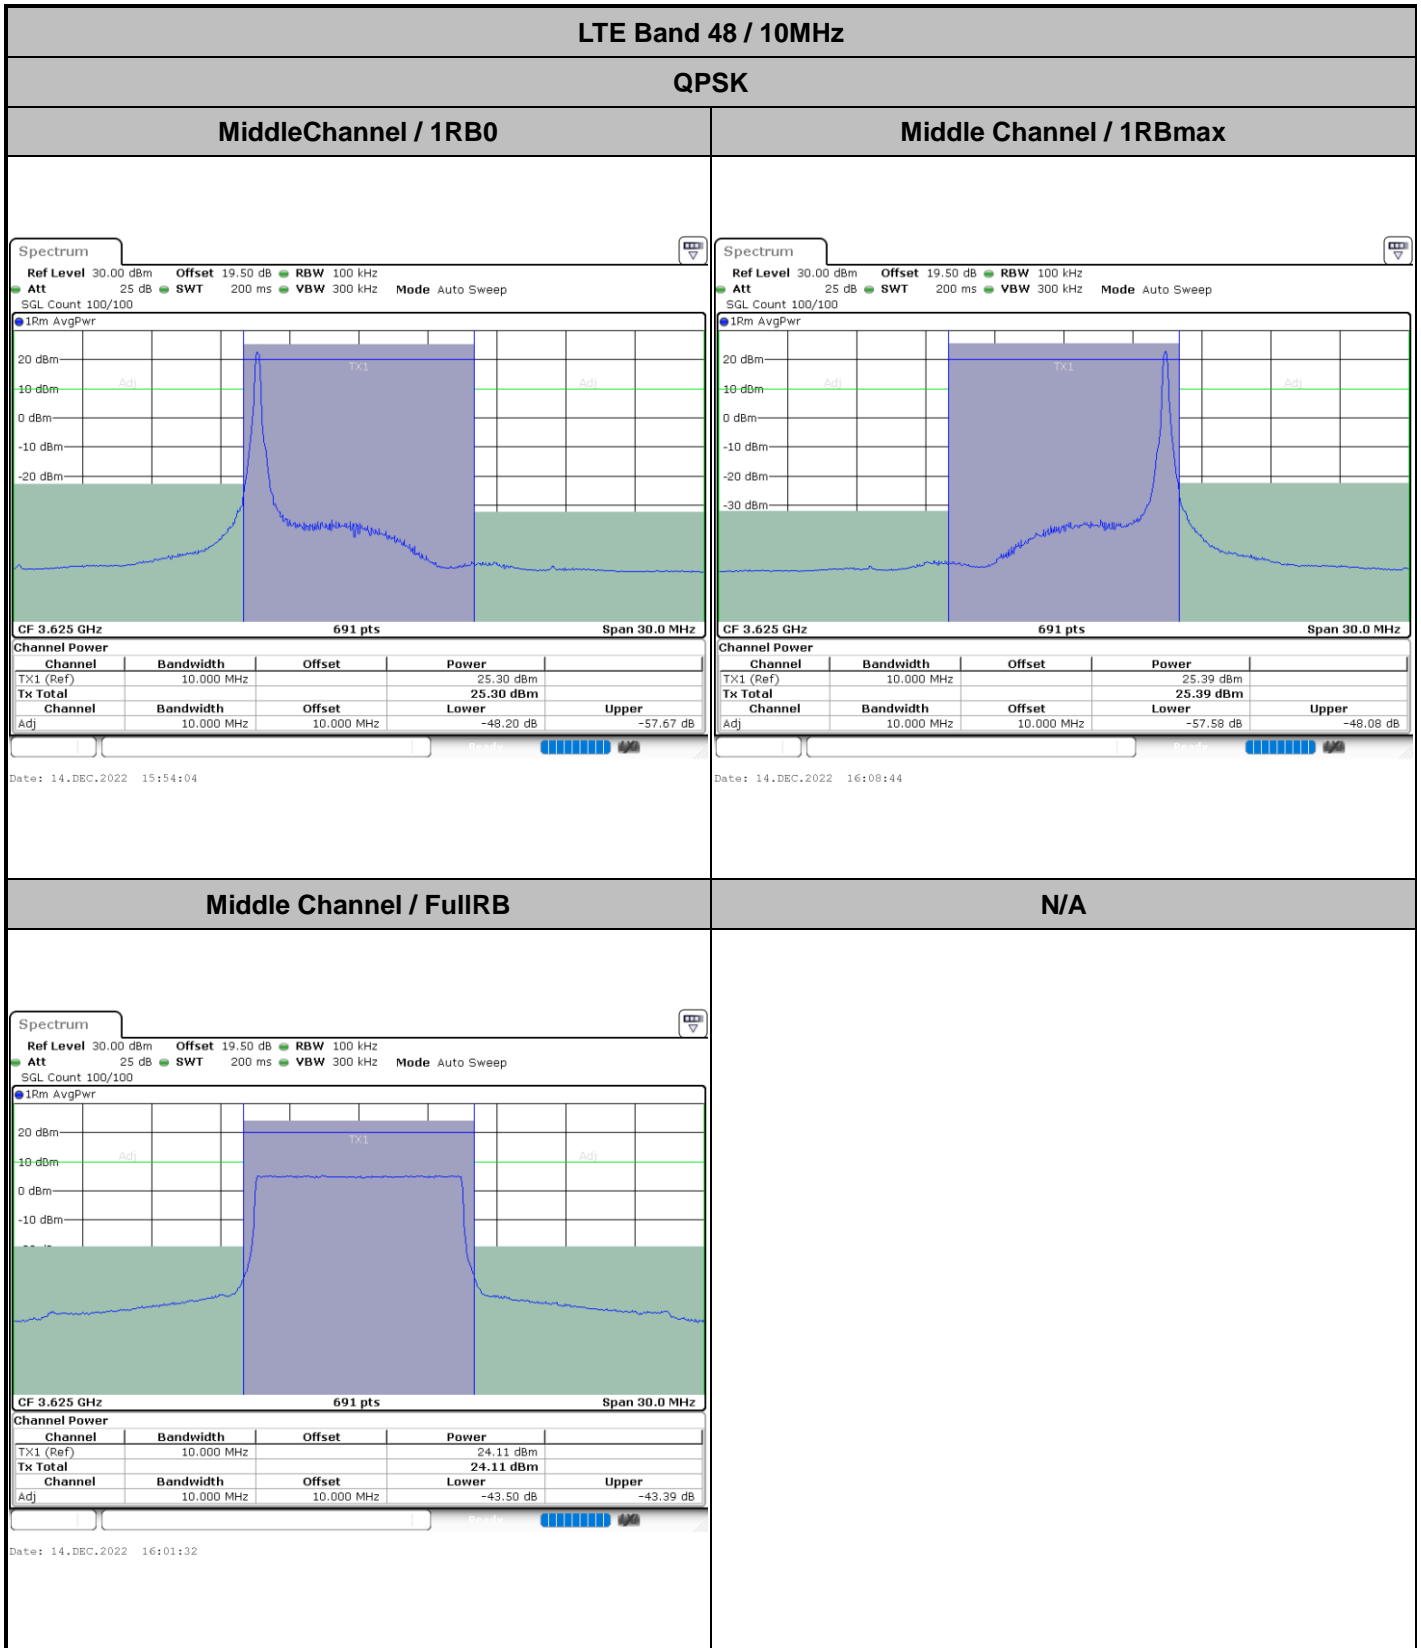 LTE Band 48 / 10MHz
QPSK
MiddleChannel / 1RB0
Middle Channel / 1RBmax
Spectrum
Ref Level 30.00 dBm Offset 19.50 dB RBW 100 kHz
Att 25 dB SWT 200 ms VBW 300 kHz Mode Auto Sweep
SGL Count 100/100
1Rm AvgPwr
20 dBm
TX1
10 dBm
Adj
Adj
0 dBm
-10 dBm
-20 dBm
CF 3.625 GHz 691 pts Span 30.0 MHz
Channel Power
Channel Bandwidth Offset Power
TX1 (Ref) 10.000 MHz 25.30 dBm
Tx Total 25.30 dBm
Channel Bandwidth Offset Lower Upper
Adj 10.000 MHz 10.000 MHz -48.20 dB -57.67 dB
Ready
Date: 14.DEC.2022 15:54:04
Spectrum
Ref Level 30.00 dBm Offset 19.50 dB RBW 100 kHz
Att 25 dB SWT 200 ms VBW 300 kHz Mode Auto Sweep
SGL Count 100/100
1Rm AvgPwr
20 dBm
TX1
10 dBm
Adj
Adj
0 dBm
-10 dBm
-20 dBm
-30 dBm
CF 3.625 GHz 691 pts Span 30.0 MHz
Channel Power
Channel Bandwidth Offset Power
TX1 (Ref) 10.000 MHz 25.39 dBm
Tx Total 25.39 dBm
Channel Bandwidth Offset Lower Upper
Adj 10.000 MHz 10.000 MHz -57.58 dB -48.08 dB
Ready
Date: 14.DEC.2022 16:08:44
Middle Channel / FullRB
N/A
Spectrum
Ref Level 30.00 dBm Offset 19.50 dB RBW 100 kHz
Att 25 dB SWT 200 ms VBW 300 kHz Mode Auto Sweep
SGL Count 100/100
1Rm AvgPwr
20 dBm
TX1
10 dBm
Adj
Adj
0 dBm
-10 dBm
CF 3.625 GHz 691 pts Span 30.0 MHz
Channel Power
Channel Bandwidth Offset Power
TX1 (Ref) 10.000 MHz 24.11 dBm
Tx Total 24.11 dBm
Channel Bandwidth Offset Lower Upper
Adj 10.000 MHz 10.000 MHz -43.50 dB -43.39 dB
Ready
Date: 14.DEC.2022 16:01:32